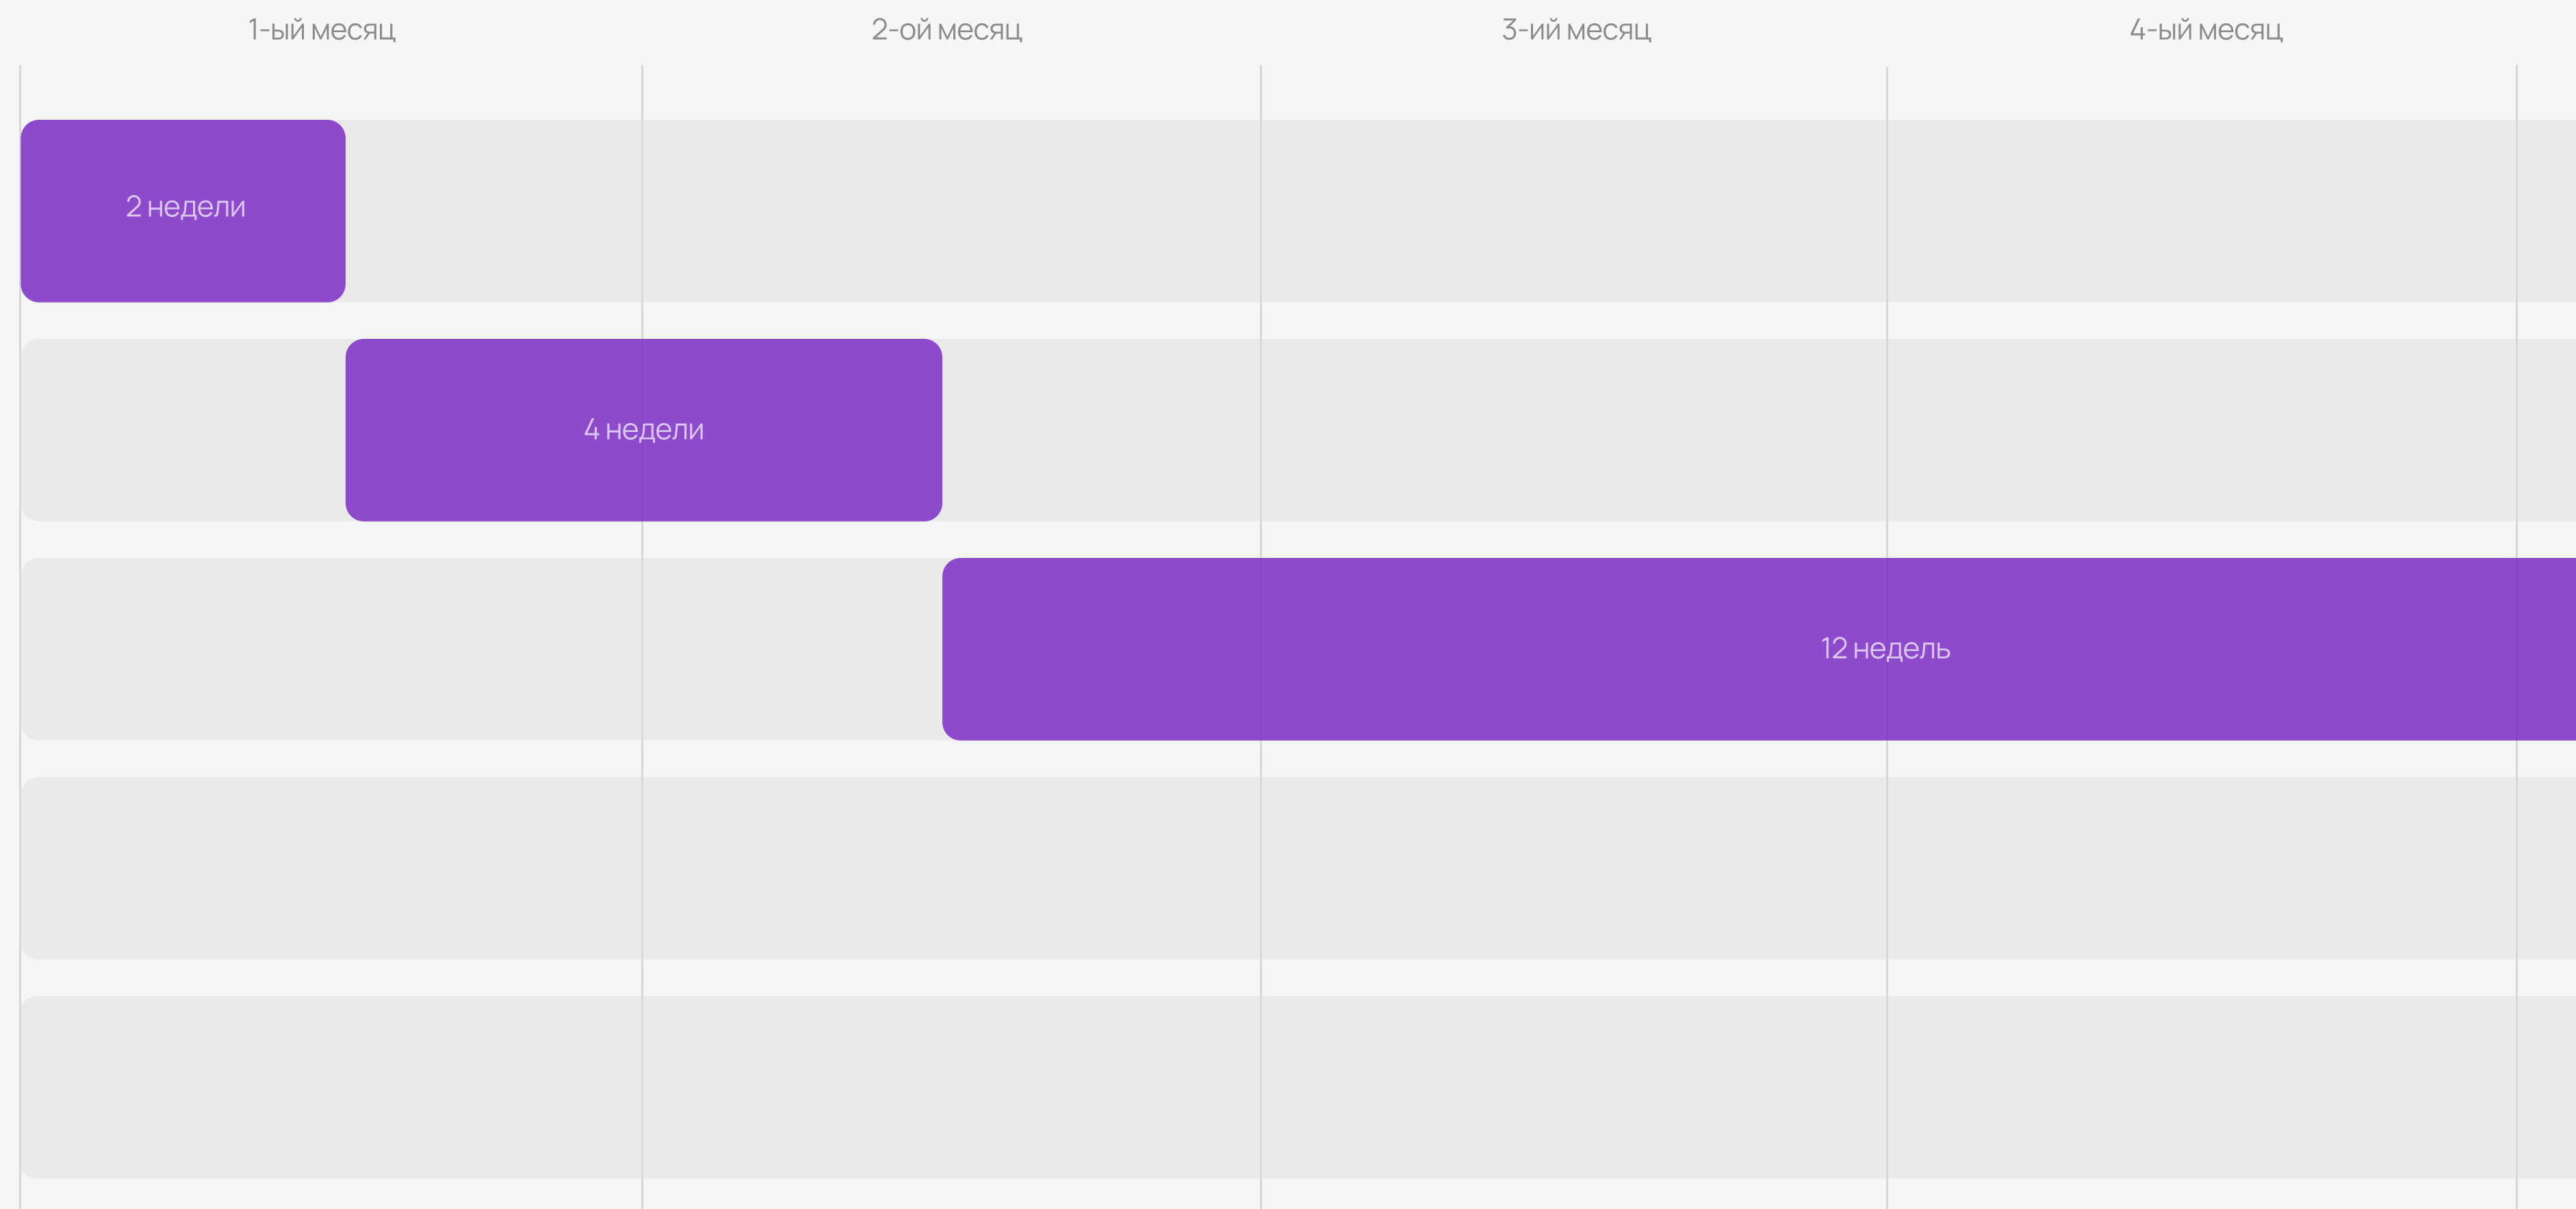 1-ый месяц
2-ой месяц
3-ий месяц
4-ый месяц
2 недели
4 недели
12 недель